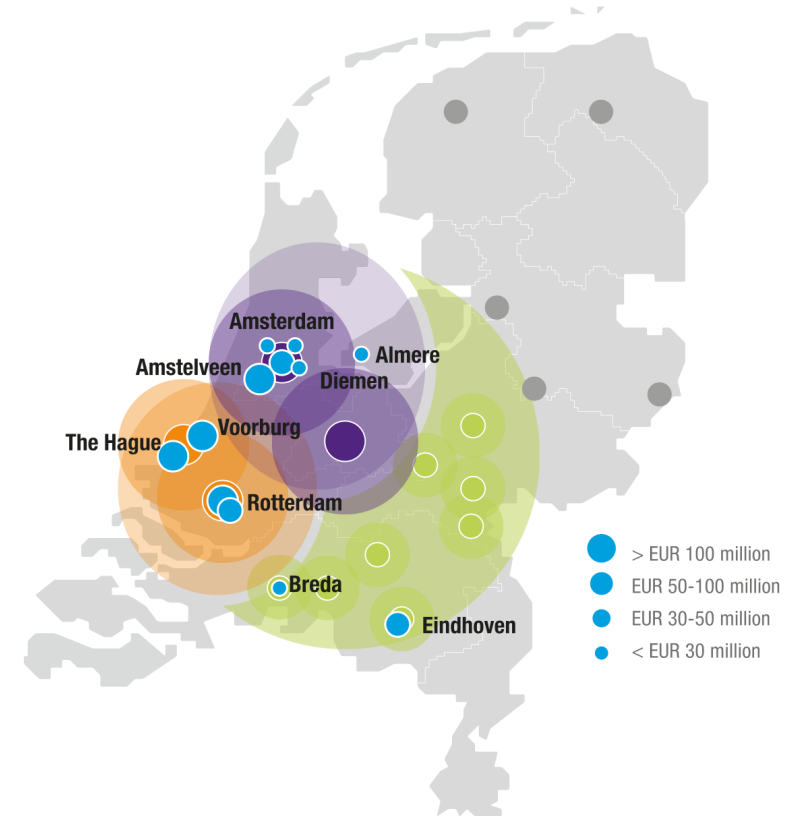 Amsterdam
Amstelveen
Almere
Diemen
The Hague
Voorburg
Rotterdam
Breda
Eindhoven
> EUR 100 million
EUR 50-100 million
EUR 30-50 million
< EUR 30 million